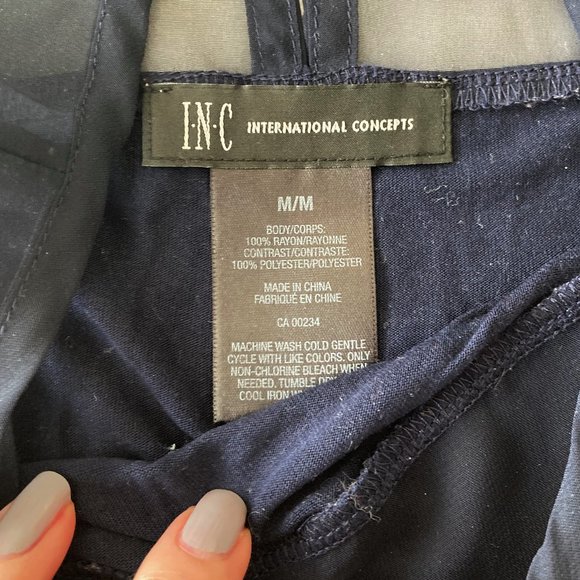 I·N·C INTERNATIONAL CONCEPTS
M/M
BODY/CORPS:
100% RAYON/RAYONNE
CONTRAST/CONTRASTE:
100% POLYESTER/POLYESTER
MADE IN CHINA
FABRIQUÉ EN CHINE
CA 00234
MACHINE WASH COLD GENTLE
CYCLE WITH LIKE COLORS. ONLY
NON-CHLORINE BLEACH WHEN
NEEDED. TUMBLE
COOL IRON